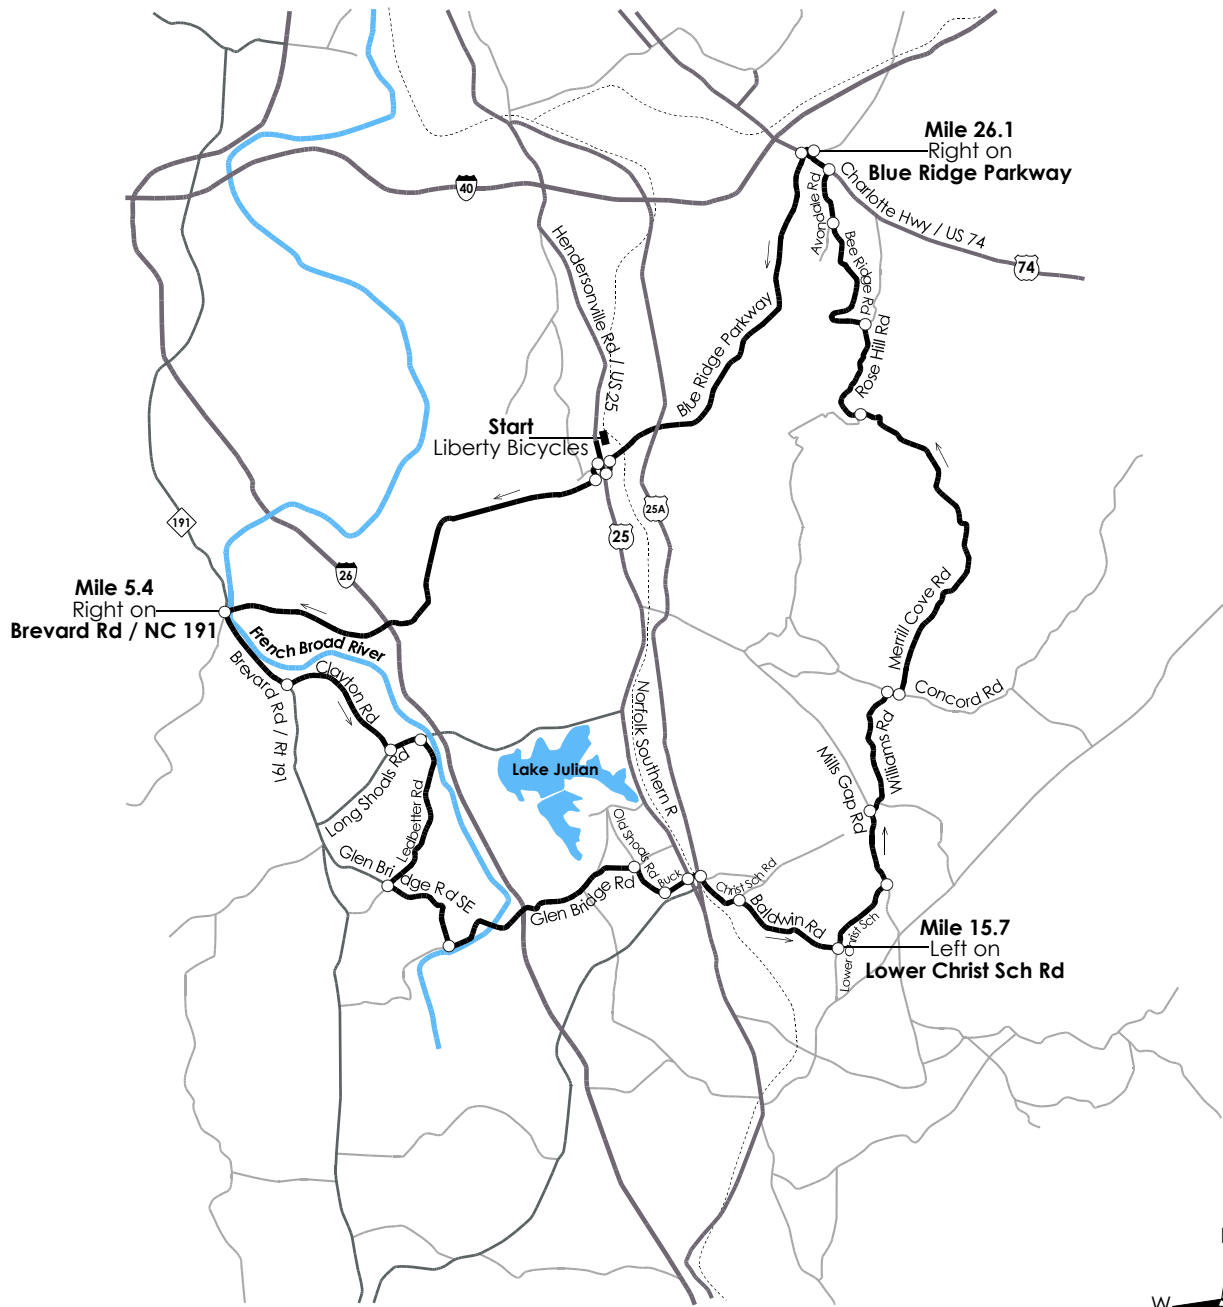 Mile 26.1
Right on
Blue Ridge Parkway
Charlotte Hwy / US 74
Avondale Rd
40
74
Bee Ridge Rd
Hendersonville Rd / US 25
Blue Ridge Parkway
Rose Hill Rd
Start
Liberty Bicycles
191
25A
25
26
Mile 5.4
Right on
Brevard Rd / NC 191
French Broad River
Merrill Cove Rd
Brevard Rd / Rt 191
Clayton Rd
Concord Rd
Norfolk Southern R
Williams Rd
Mills Gap Rd
Lake Julian
Long Shoals Rd
Ledbetter Rd
Old Shoals Rd
Glen Bridge Rd SE
Glen Bridge Rd
Buck
Christ Sch Rd
Baldwin Rd
Lower Christ Sch
Mile 15.7
Left on
Lower Christ Sch Rd
W